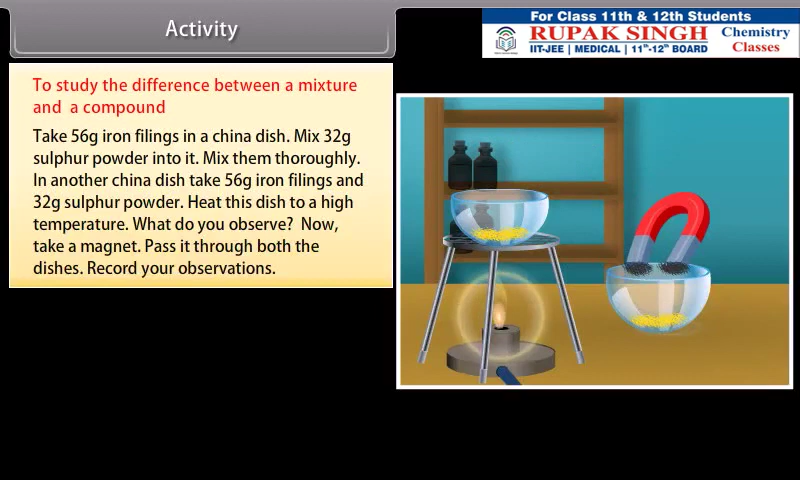 Activity
For Class 11th & 12th Students
RUPAK SINGH
IIT-JEE | MEDICAL | 11th-12th BOARD
Chemistry
Classes
To study the difference between a mixture
and a compound
Take 56g iron filings in a china dish. Mix 32g
sulphur powder into it. Mix them thoroughly.
In another china dish take 56g iron filings and
32g sulphur powder. Heat this dish to a high
temperature. What do you observe? Now,
take a magnet. Pass it through both the
dishes. Record your observations.